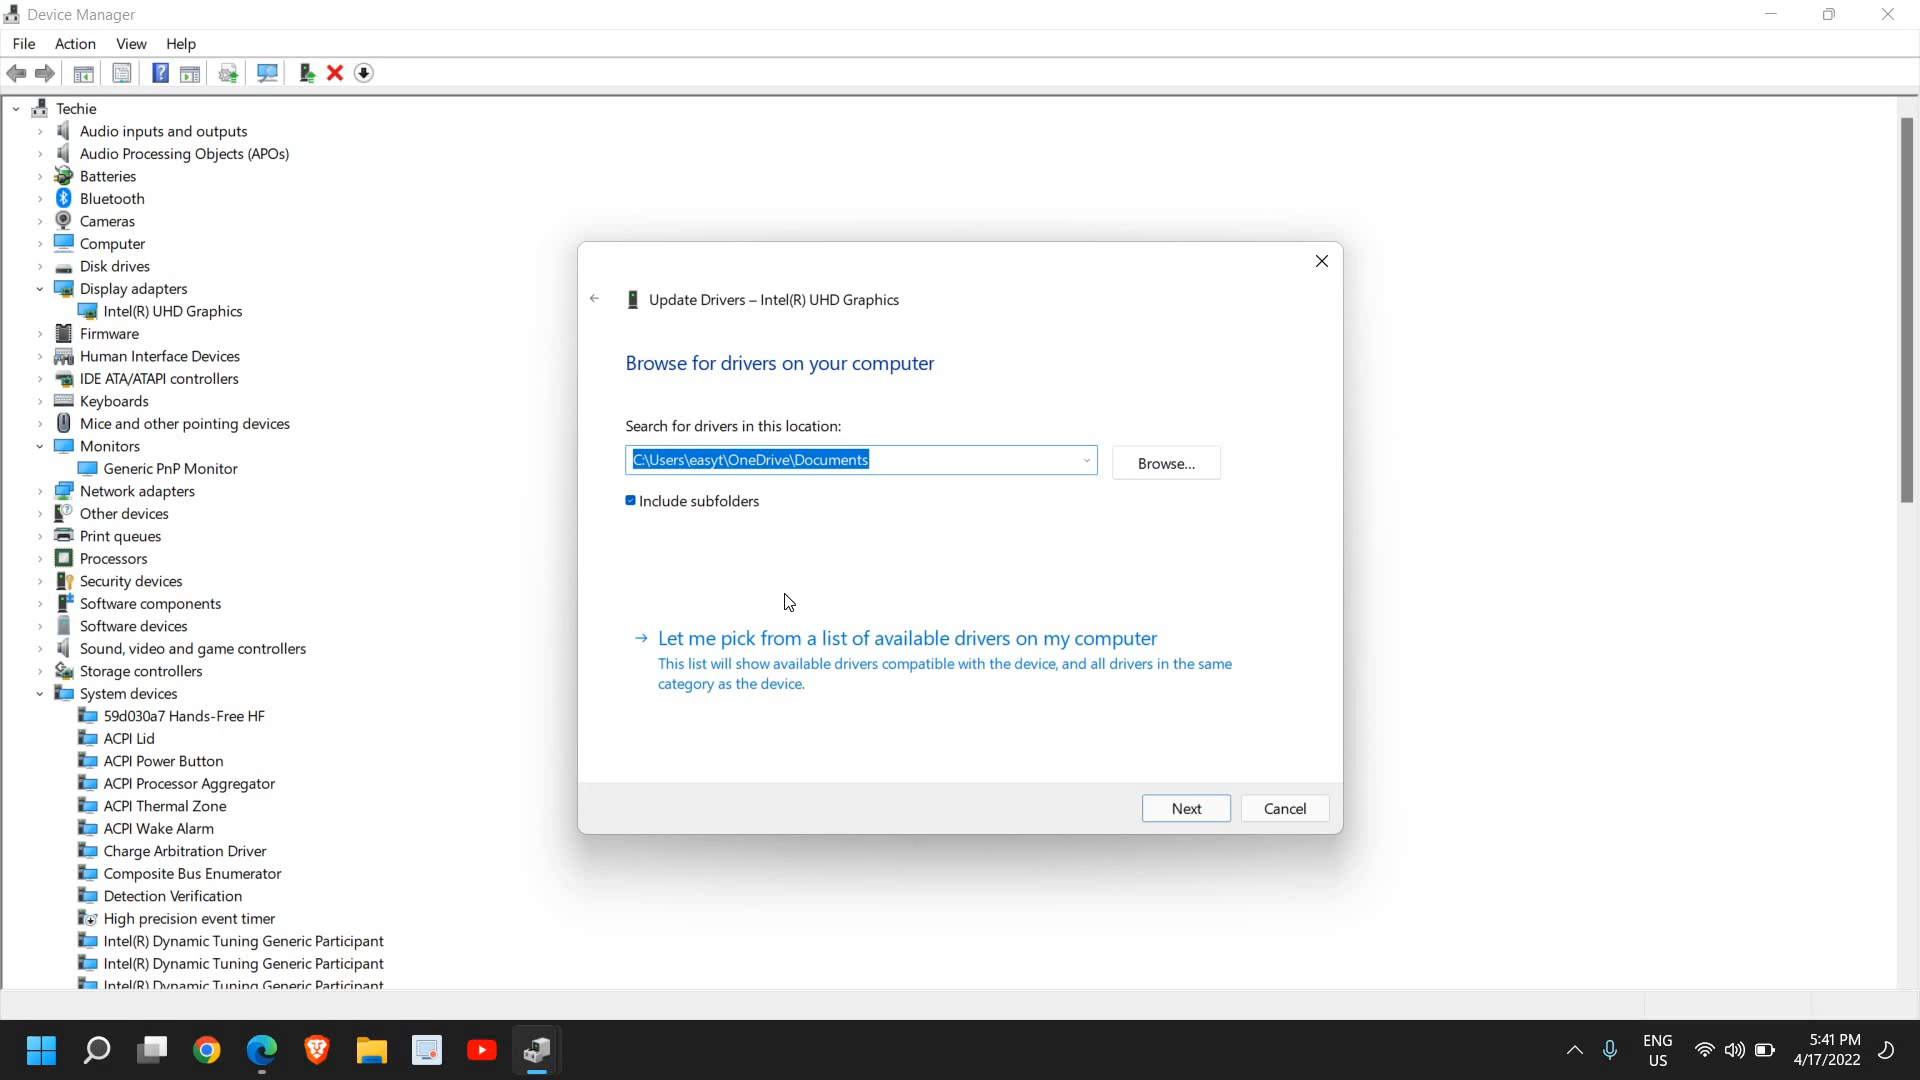 Device Manager
File Action View Help
Techie
Audio inputs and outputs
Audio Processing Objects (APOs)
Batteries
Bluetooth
Cameras
Computer
Disk drives
Display adapters
Intel(R) UHD Graphics
Firmware
Human Interface Devices
IDE ATA/ATAPI controllers
Keyboards
Mice and other pointing devices
Monitors
Generic PnP Monitor
Network adapters
Other devices
Print queues
Processors
Security devices
Software components
Software devices
Sound, video and game controllers
Storage controllers
System devices
59d030a7 Hands-Free HF
ACPI Lid
ACPI Power Button
ACPI Processor Aggregator
ACPI Thermal Zone
ACPI Wake Alarm
Charge Arbitration Driver
Composite Bus Enumerator
Detection Verification
High precision event timer
Intel(R) Dynamic Tuning Generic Participant
Intel(R) Dynamic Tuning Generic Participant
Intel(R) Dynamic Tuning Generic Participant
Update Drivers – Intel(R) UHD Graphics
Browse for drivers on your computer
Search for drivers in this location:
C:\Users\easyt\OneDrive\Documents
Browse...
Include subfolders
Let me pick from a list of available drivers on my computer
This list will show available drivers compatible with the device, and all drivers in the same
category as the device.
Next Cancel
ENG
US
5:41 PM
4/17/2022